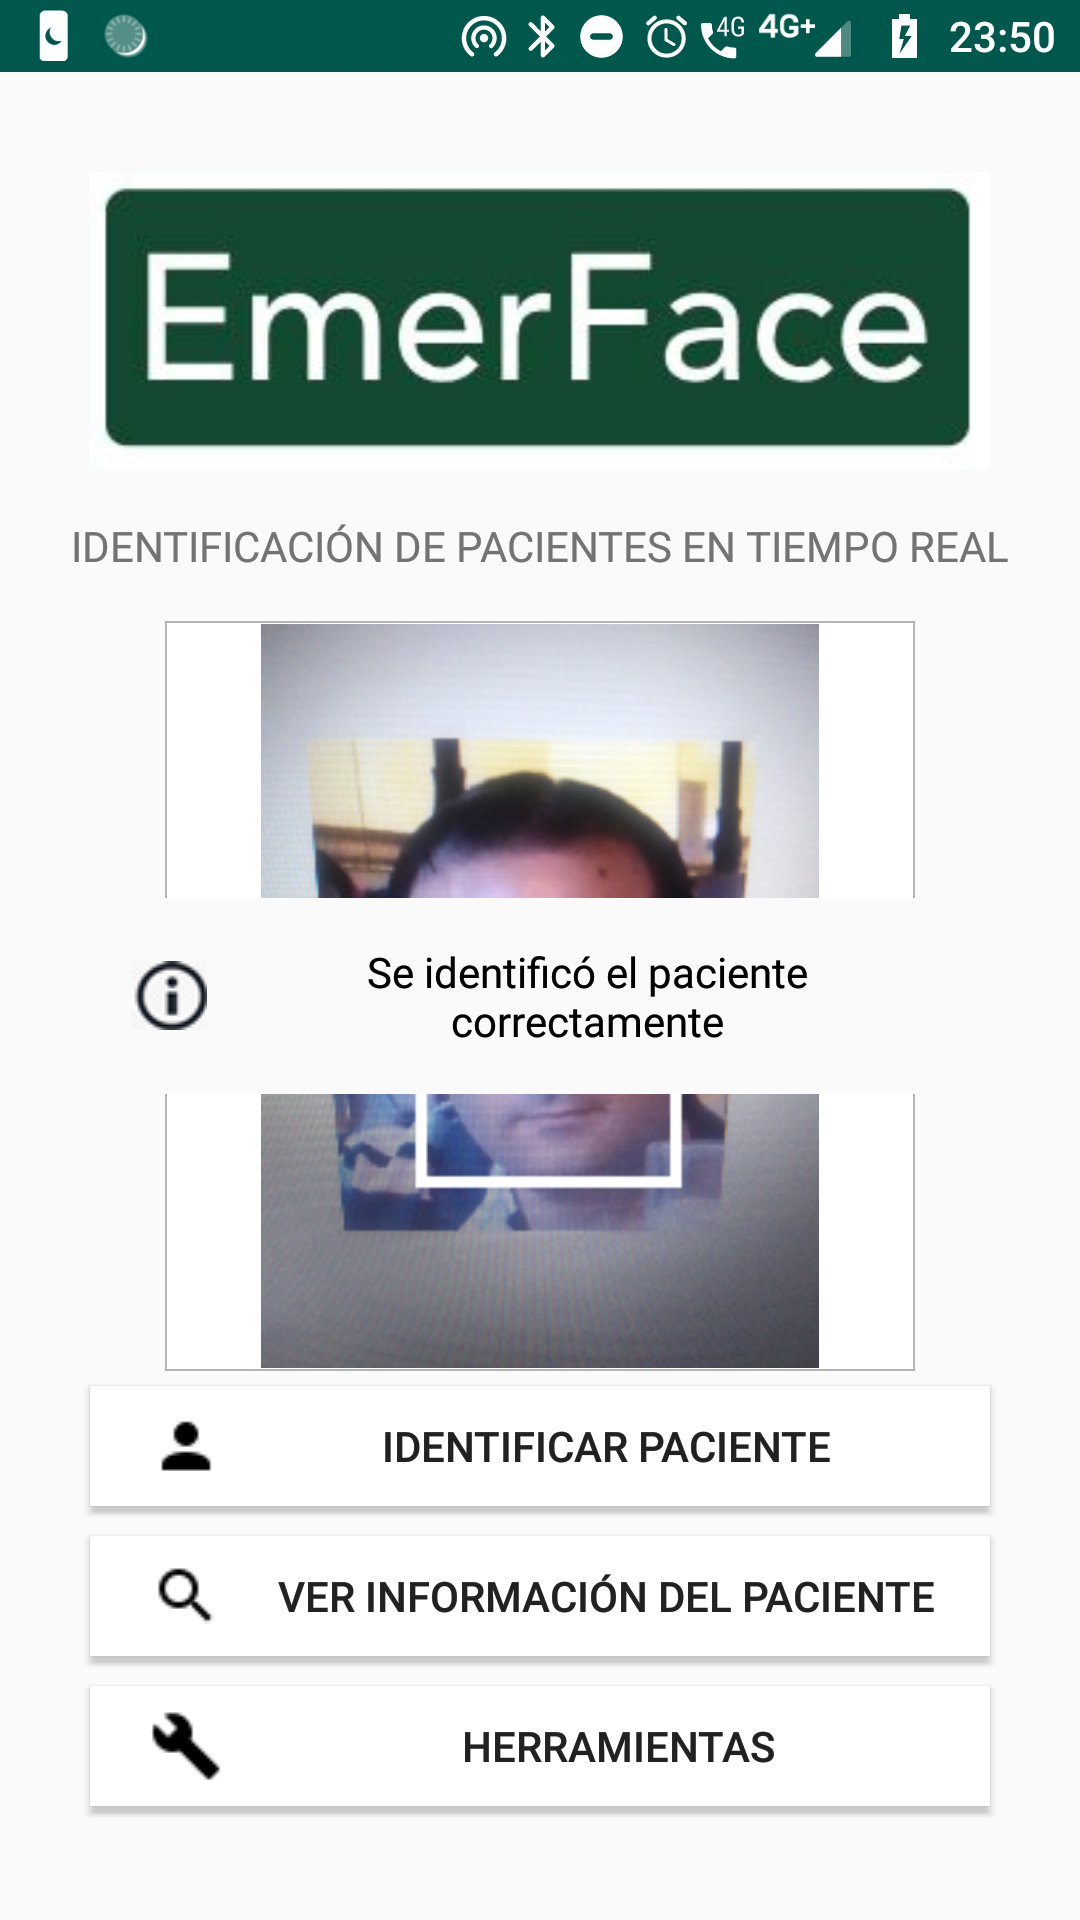 4G 4G+ 23:50
EmerFace
IDENTIFICACIÓN DE PACIENTES EN TIEMPO REAL
Se identificó el paciente
correctamente
IDENTIFICAR PACIENTE
VER INFORMACIÓN DEL PACIENTE
HERRAMIENTAS